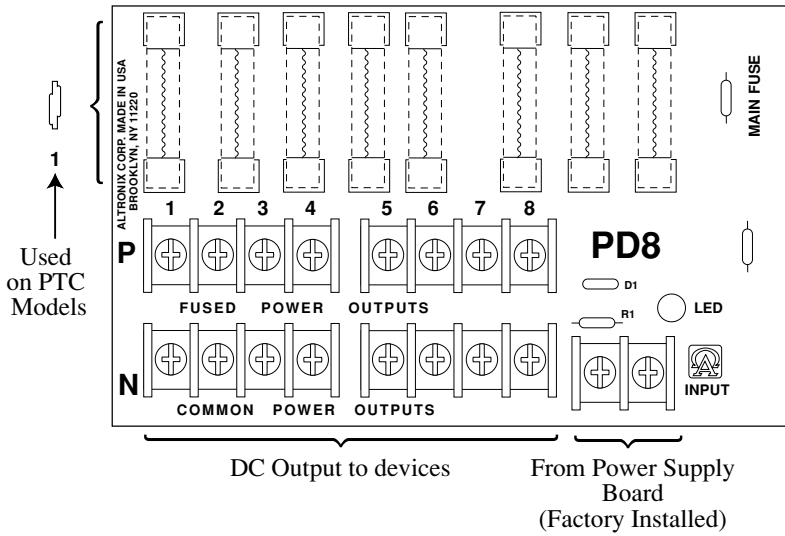 ALTRONIX CORP. MADE IN USA
BROOKLYN, NY 11220
MAIN FUSE
1
Used
on PTC
Models
1 2 3 4 5 6 7 8
P
PD8
D1
FUSED POWER OUTPUTS
LED
R1
N
INPUT
COMMON POWER OUTPUTS
DC Output to devices
From Power Supply
Board
(Factory Installed)